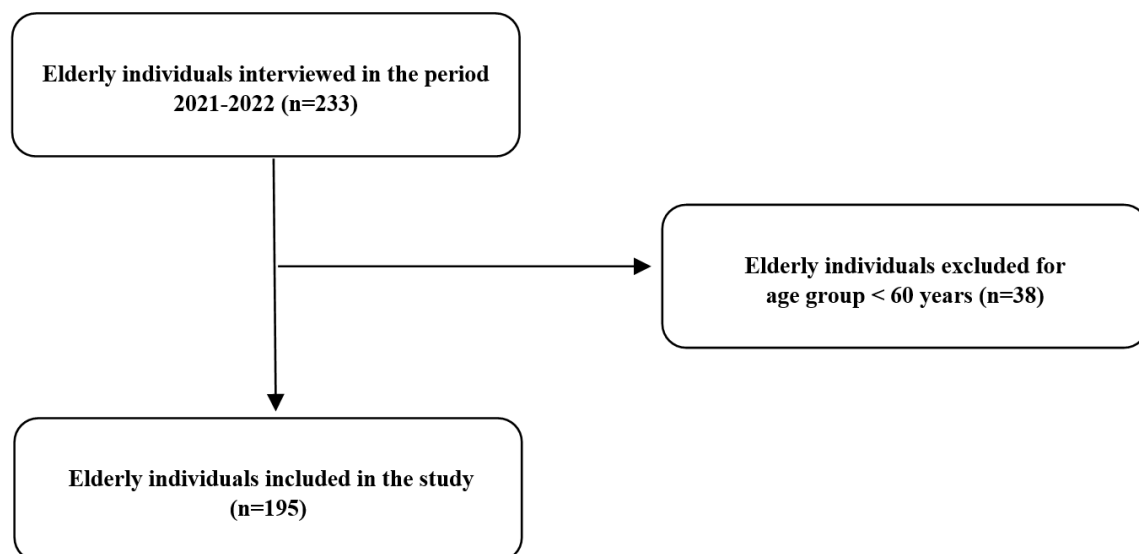 Elderly individuals interviewed in the period
2021-2022 (n=233)
Elderly individuals excluded for
age group < 60 years (n=38)
Elderly individuals included in the study
(n=195)